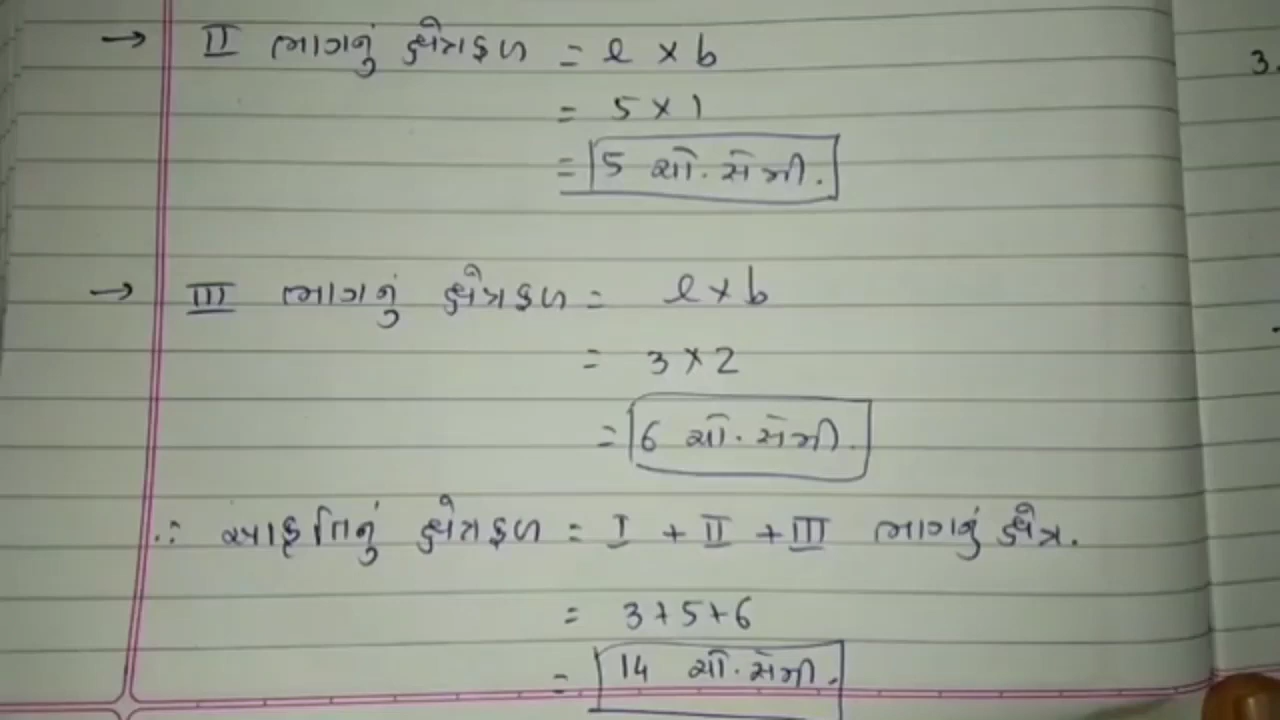 → II ભાગનું ક્ષેત્રફળ = l × b
= 5 × 1
= 5 ચો. સેમી.
→ III ભાગનું ક્ષેત્રફળ = l × b
= 3 × 2
= 6 ચો. સેમી.
∴ આકૃતિનું ક્ષેત્રફળ = I + II + III ભાગનું ક્ષેત્ર.
= 3 + 5 + 6
= 14 ચો. સેમી.
3.